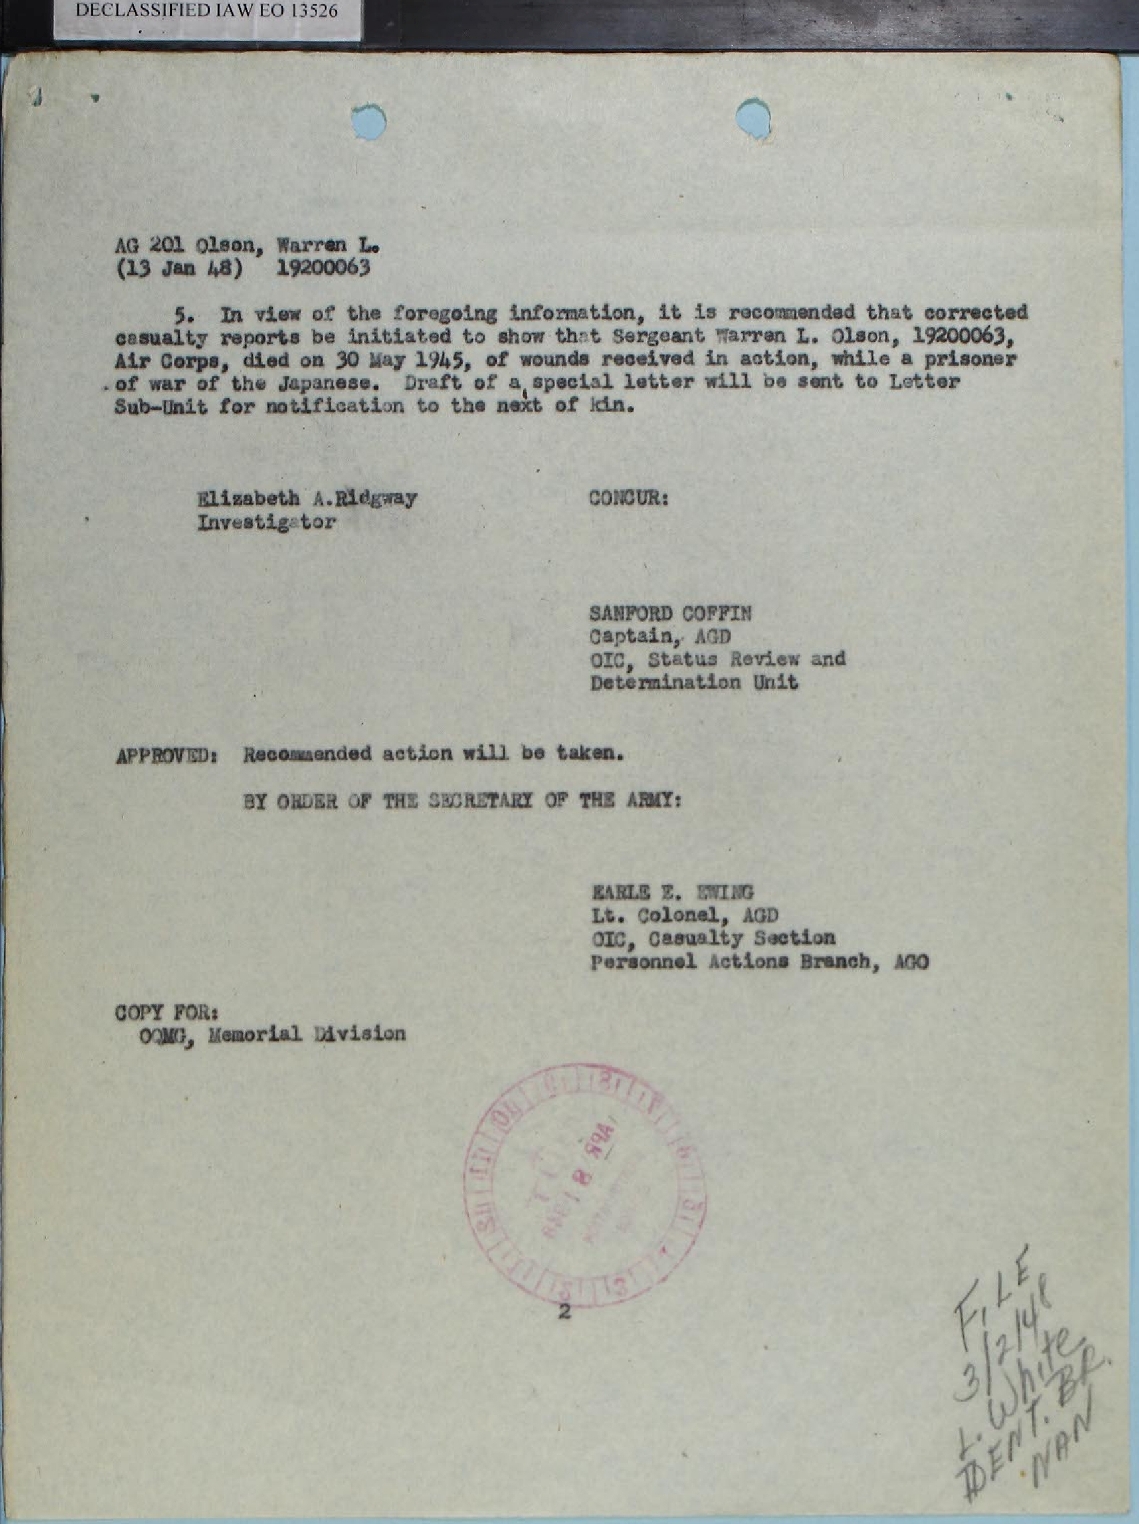 DECLASSIFIED IAW EO 13526
AG 201 Olson, Warren L.
(13 Jan 48) 19200063
5. In view of the foregoing information, it is recommended that corrected
casualty reports be initiated to show that Sergeant Warren L. Olson, 19200063,
Air Corps, died on 30 May 1945, of wounds received in action, while a prisoner
of war of the Japanese. Draft of a special letter will be sent to Letter
Sub-Unit for notification to the next of kin.
Elizabeth A.Ridgway
Investigator
CONCUR:
SANFORD COFFIN
Captain, AGD
OIC, Status Review and
Determination Unit
APPROVED: Recommended action will be taken.
BY ORDER OF THE SECRETARY OF THE ARMY:
EARLE E. EWING
Lt. Colonel, AGD
OIC, Casualty Section
Personnel Actions Branch, AGO
COPY FOR:
OQMG, Memorial Division
2
FILE
3/2/48
L. White
IDENT. BR.
NAN